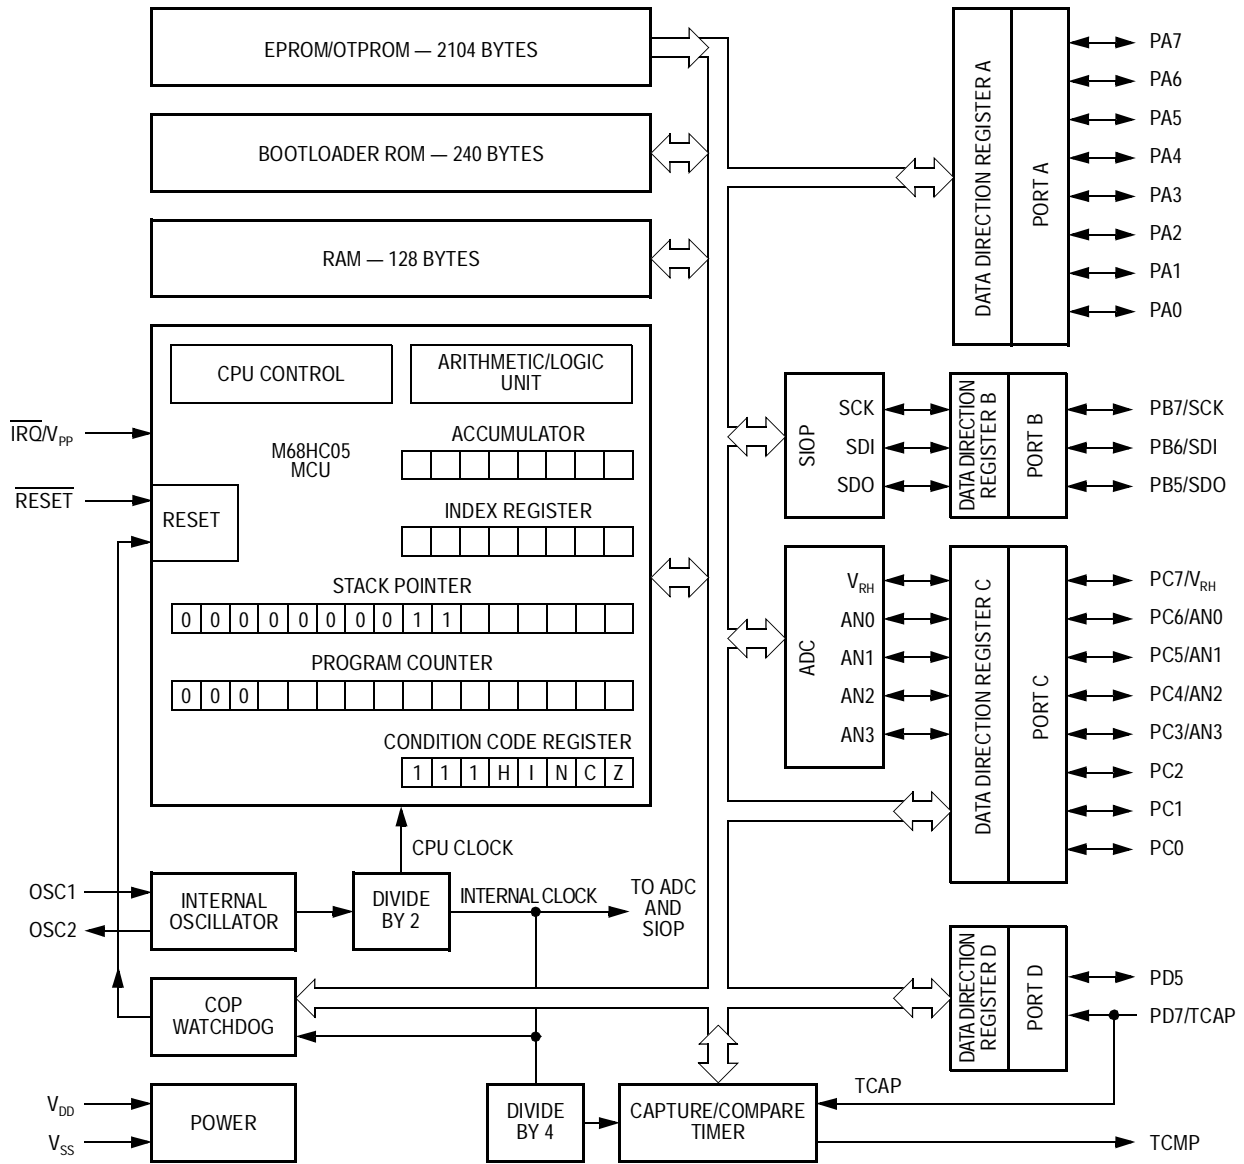 EPROM/OTPROM — 2104 BYTES
BOOTLOADER ROM — 240 BYTES
RAM — 128 BYTES
CPU CONTROL
ARITHMETIC/LOGIC
UNIT
M68HC05
MCU
ACCUMULATOR
INDEX REGISTER
STACK POINTER
0 0 0 0 0 0 0 0 1 1
PROGRAM COUNTER
0 0 0
CONDITION CODE REGISTER
1 1 1 H I N C Z
IRQ/VPP
RESET
RESET
CPU CLOCK
OSC1
OSC2
INTERNAL
OSCILLATOR
DIVIDE
BY 2
INTERNAL CLOCK
TO ADC
AND
SIOP
COP
WATCHDOG
VDD
VSS
POWER
DIVIDE
BY 4
CAPTURE/COMPARE
TIMER
TCAP
TCMP
DATA DIRECTION REGISTER A
PORT A
PA7
PA6
PA5
PA4
PA3
PA2
PA1
PA0
SIOP
SCK
SDI
SDO
DATA DIRECTION
REGISTER B
PORT B
PB7/SCK
PB6/SDI
PB5/SDO
ADC
VRH
AN0
AN1
AN2
AN3
DATA DIRECTION REGISTER C
PORT C
PC7/VRH
PC6/AN0
PC5/AN1
PC4/AN2
PC3/AN3
PC2
PC1
PC0
DATA DIRECTION
REGISTER D
PORT D
PD5
PD7/TCAP